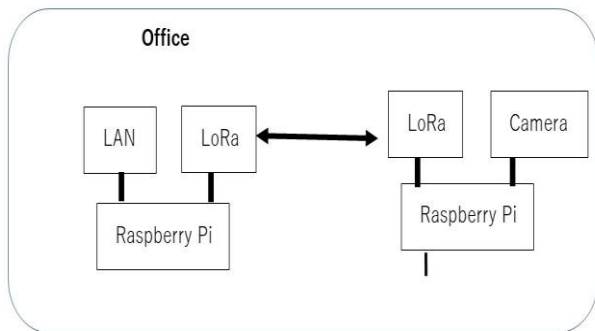 Office
LAN
LoRa
LoRa
Camera
Raspberry Pi
Raspberry Pi